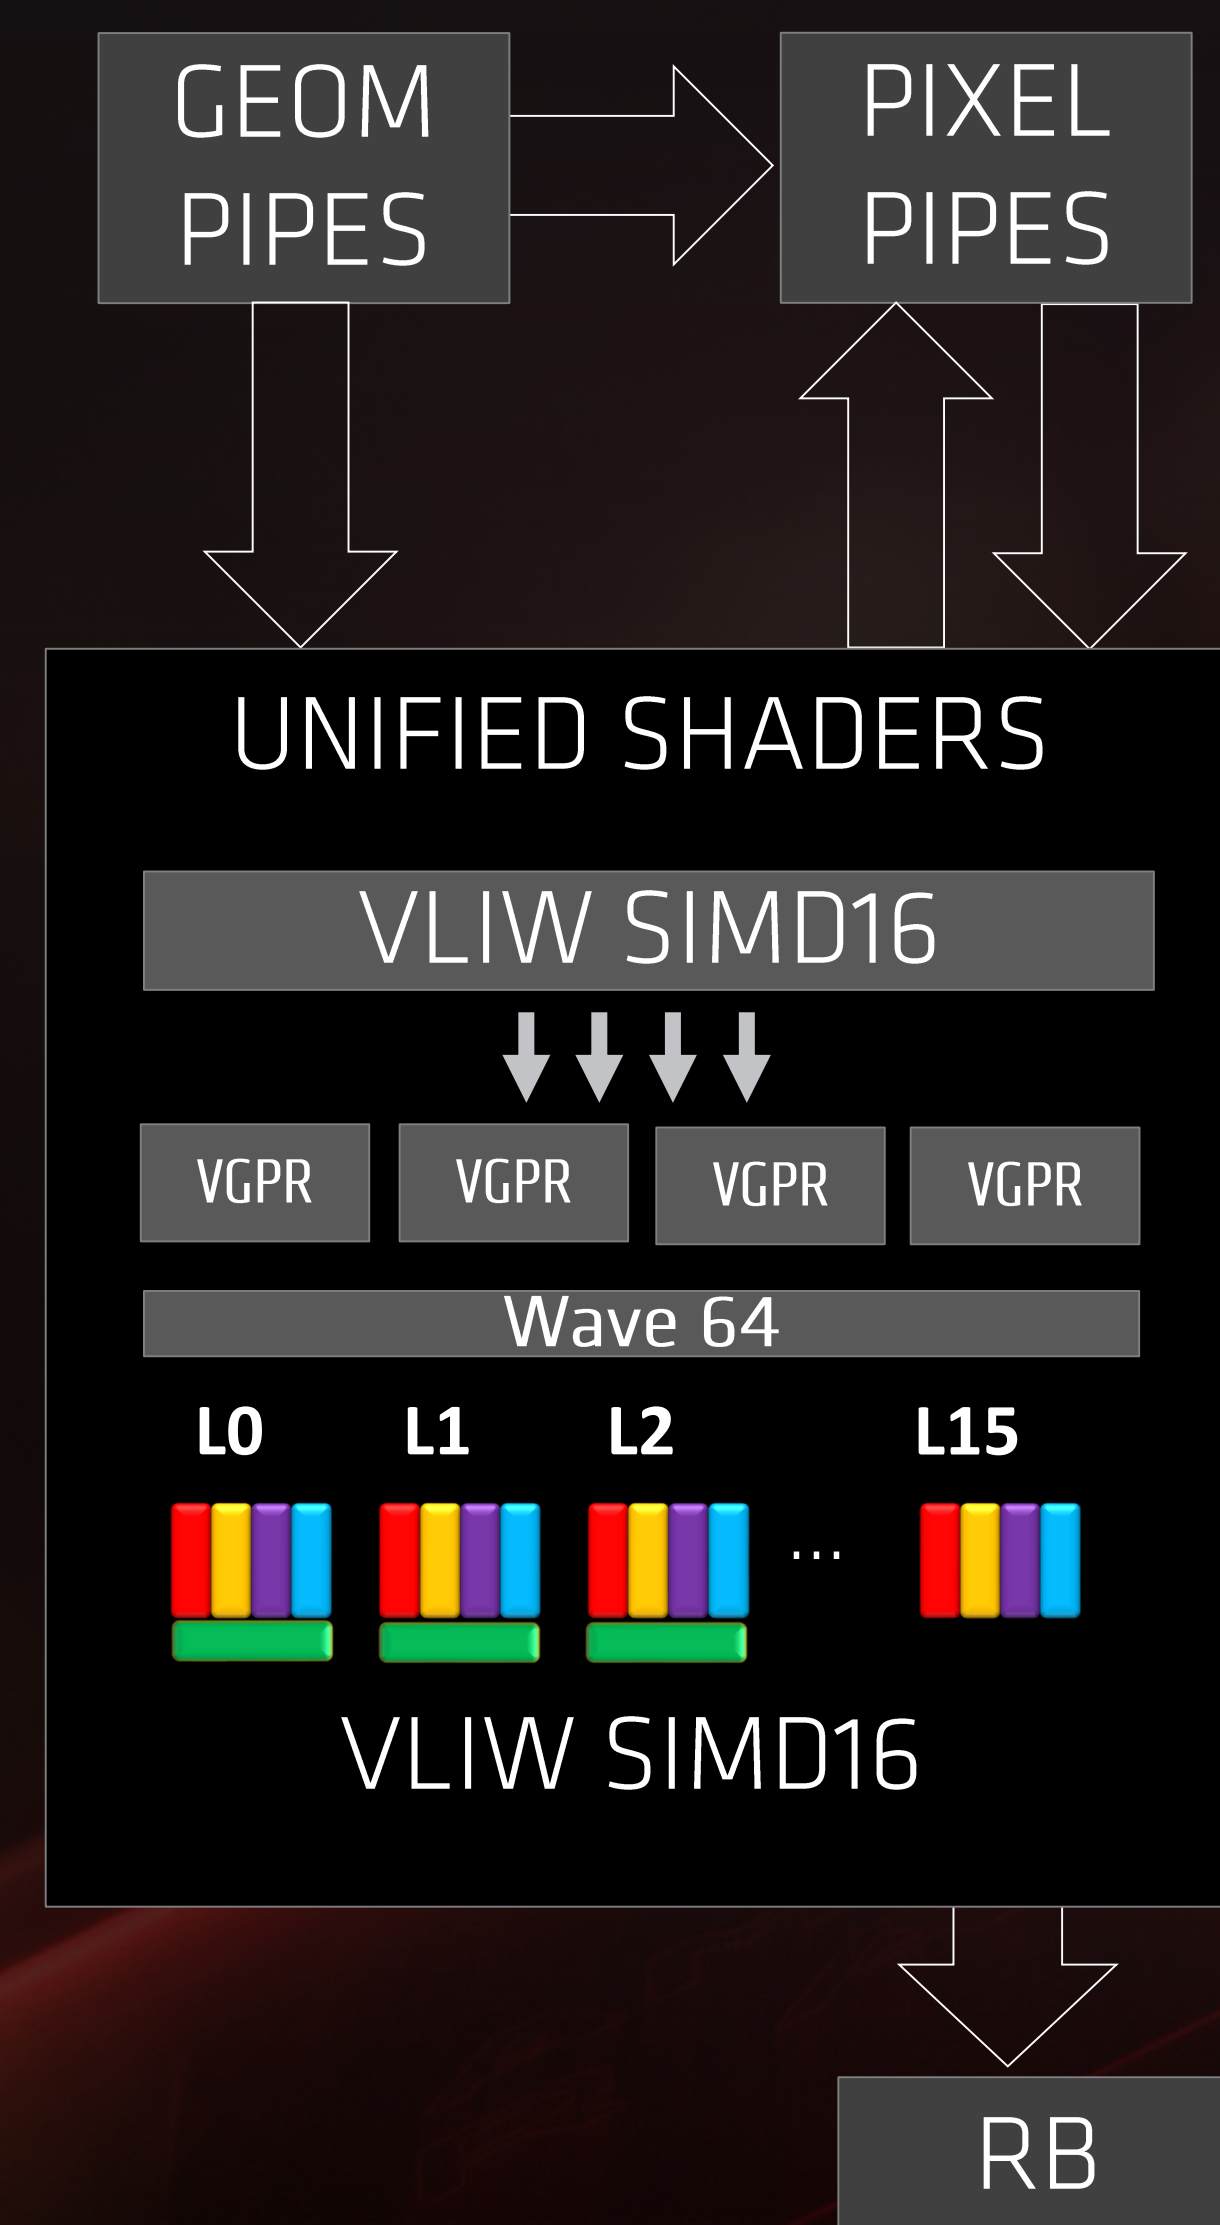 GEOM
PIPES
PIXEL
PIPES
UNIFIED SHADERS
VLIW SIMD16
VGPR VGPR VGPR VGPR
Wave 64
L0 L1 L2 L15
...
VLIW SIMD16
RB